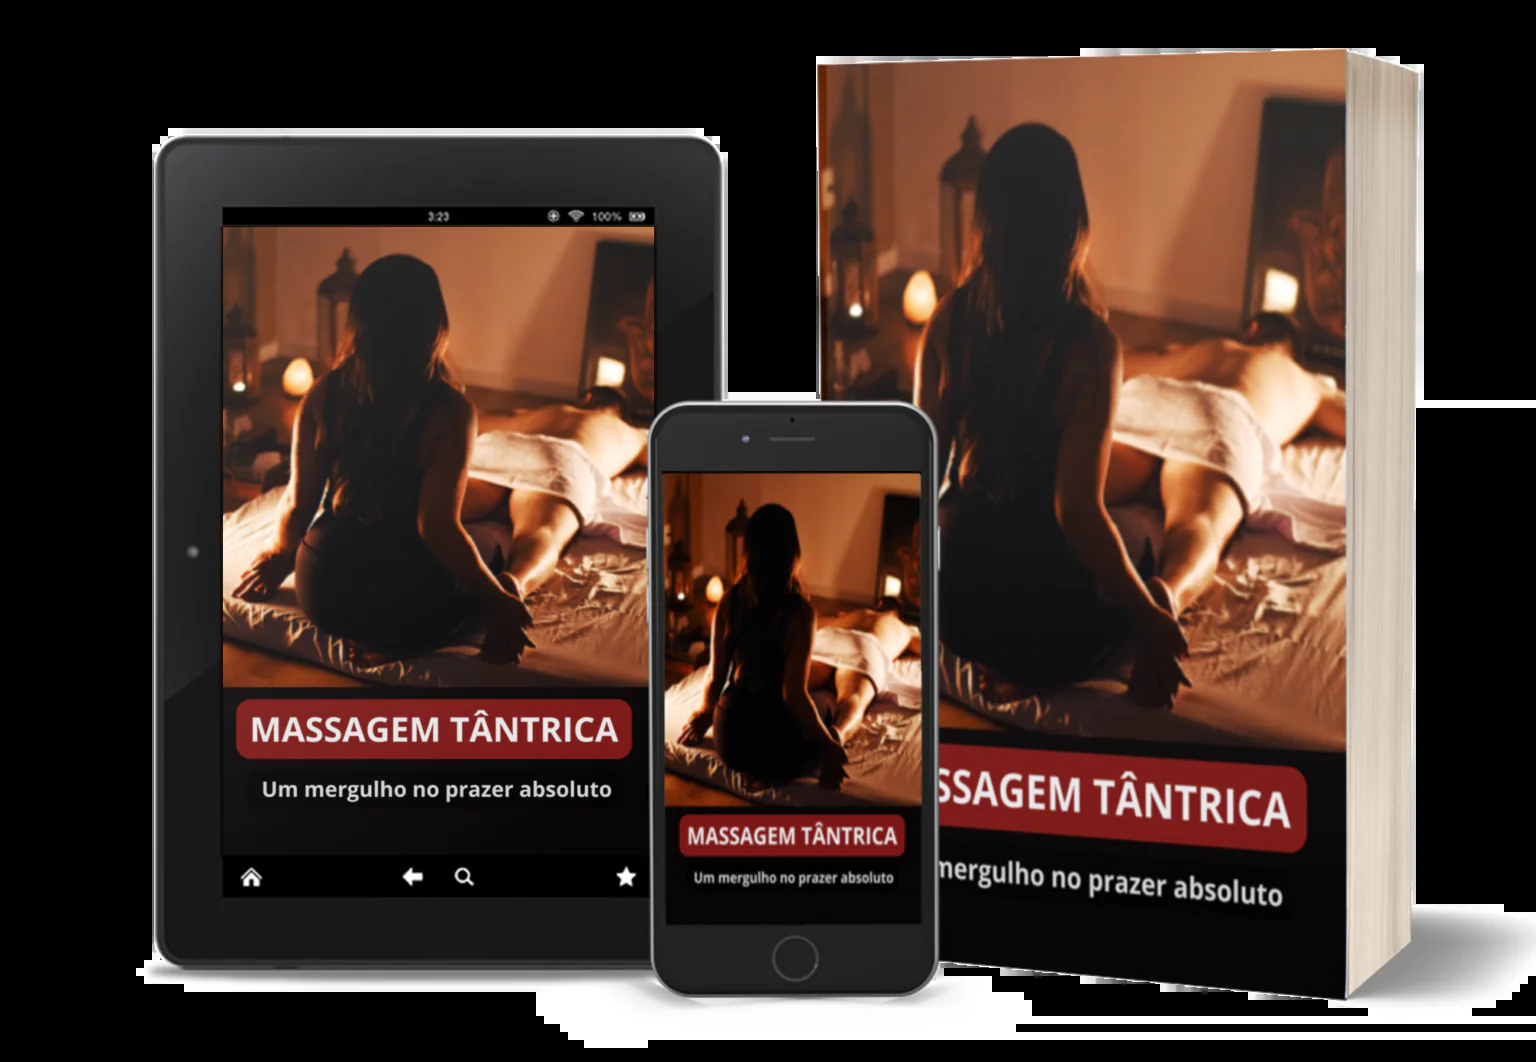 3:23 100%
MASSAGEM TÂNTRICA
Um mergulho no prazer absoluto
MASSAGEM TÂNTRICA
Um mergulho no prazer absoluto
SSAGEM TÂNTRICA
mergulho no prazer absoluto